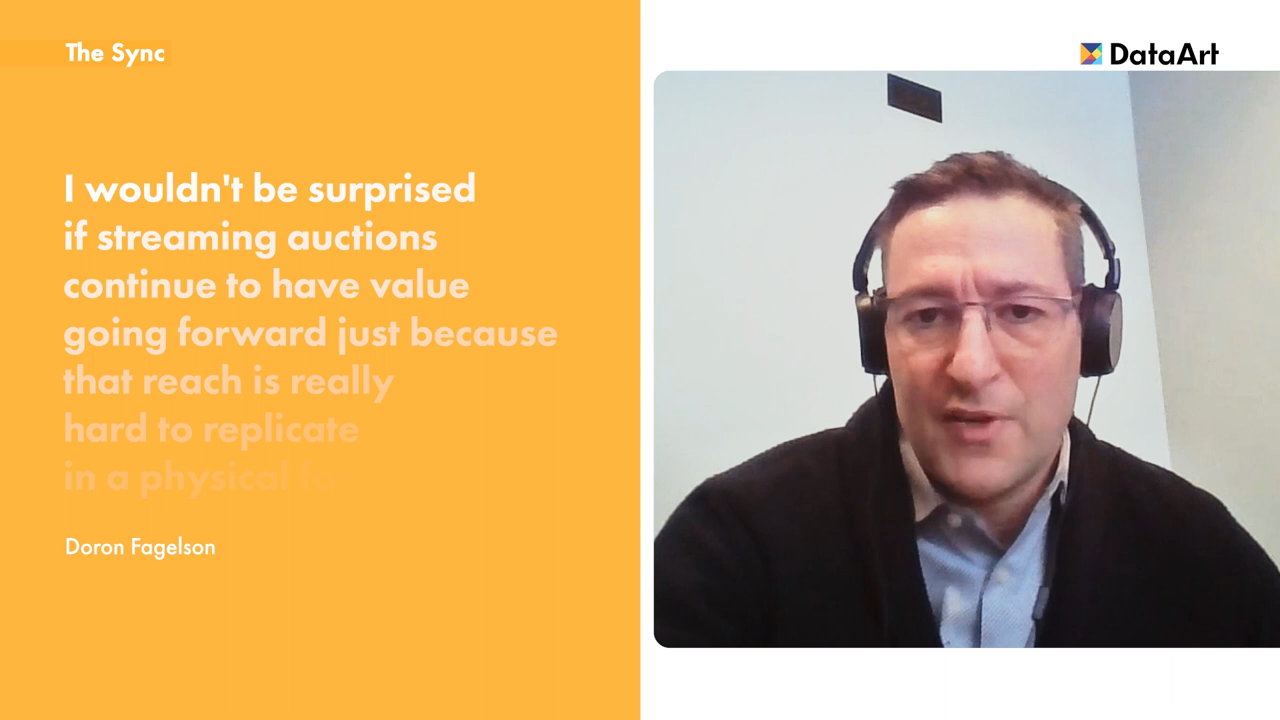 The Sync
DataArt
I wouldn't be surprised
if streaming auctions
continue to have value
going forward just because
that reach is really
hard to replicate
in a physical
Doron Fagelson